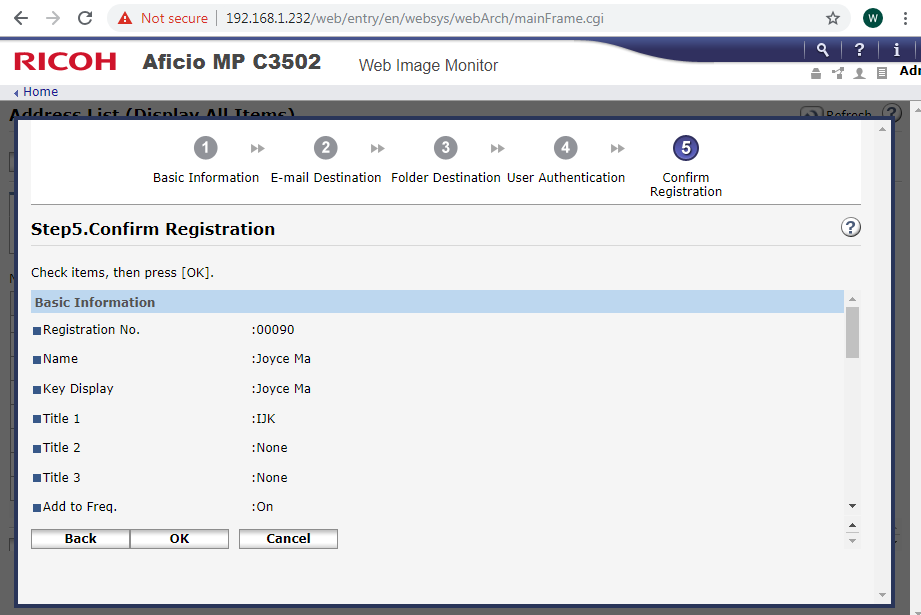 Not secure | 192.168.1.232/web/entry/en/websys/webArch/mainFrame.cgi
W
RICOH Aficio MP C3502 Web Image Monitor
? i
Home
Address List (Display All Items) Refresh ?
1 2 3 4 5
Basic Information E-mail Destination Folder Destination User Authentication Confirm Registration
Step5.Confirm Registration
?
Check items, then press [OK].
Basic Information
Registration No. :00090
Name :Joyce Ma
Key Display :Joyce Ma
Title 1 :IJK
Title 2 :None
Title 3 :None
Add to Freq. :On
Back OK Cancel